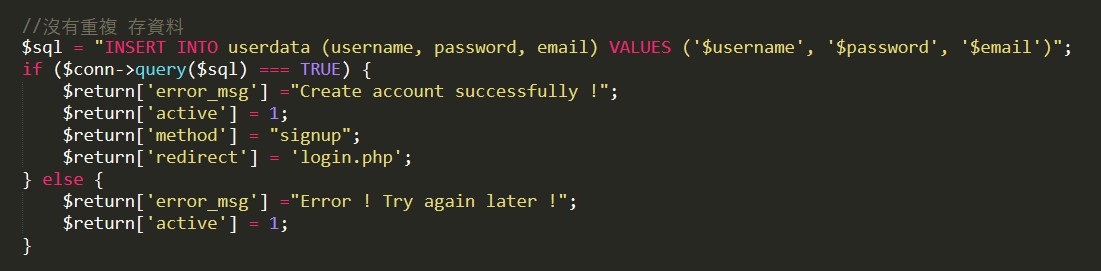 //沒有重複 存資料
$sql = "INSERT INTO userdata (username, password, email) VALUES ('$username', '$password', '$email')";
if ($conn->query($sql) === TRUE) {
    $return['error_msg'] ="Create account successfully !";
    $return['active'] = 1;
    $return['method'] = "signup";
    $return['redirect'] = 'login.php';
} else {
    $return['error_msg'] ="Error ! Try again later !";
    $return['active'] = 1;
}